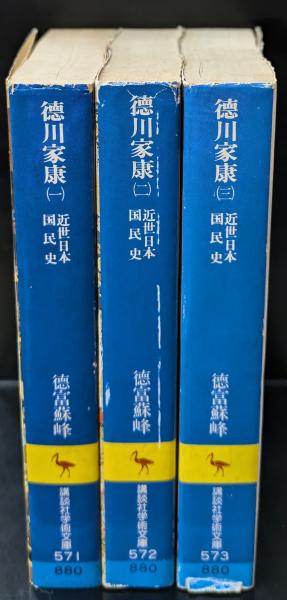 徳川家康㈠
近世日本
国民史
徳富蘇峰
講談社学術文庫
571
880
徳川家康㈡
近世日本
国民史
徳富蘇峰
講談社学術文庫
572
880
徳川家康㈢
近世日本
国民史
徳富蘇峰
講談社学術文庫
573
880